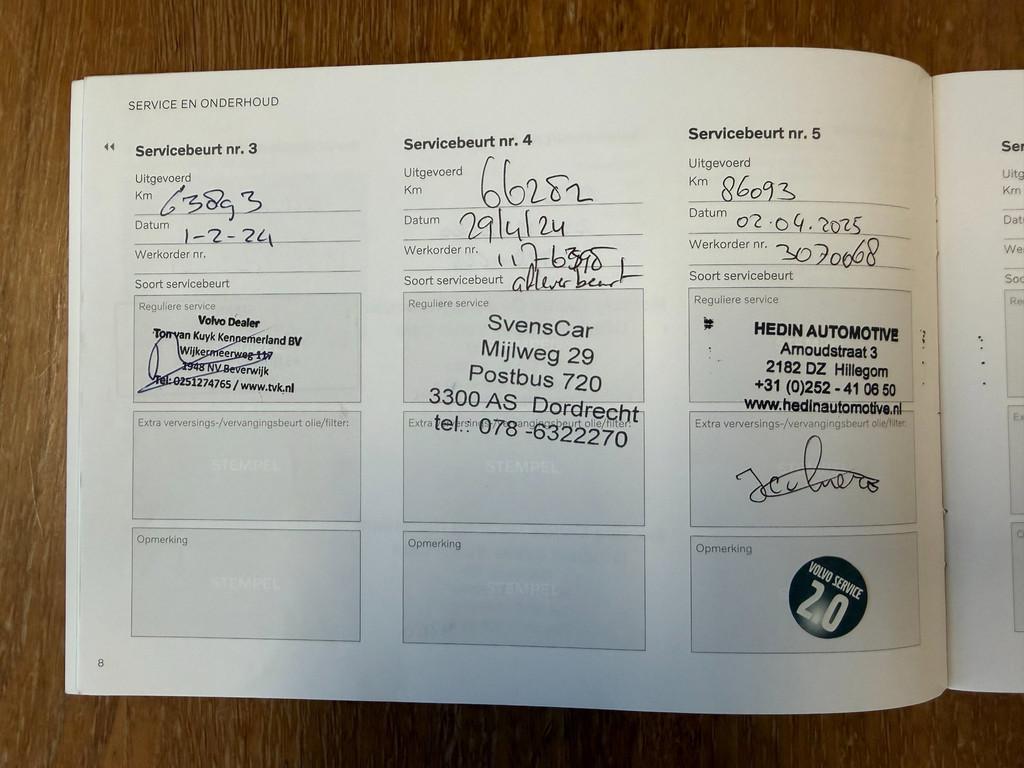 SERVICE EN ONDERHOUD
Servicebeurt nr. 3
Uitgevoerd
Km 63893
Datum 1-2-24
Werkorder nr.
Soort servicebeurt
Reguliere service
Volvo Dealer
Ton van Kuyk Kennemerland BV
Wijkermeerweg 117
1948 NV Beverwijk
Tel: 0251274765 / www.tvk.nl
Extra verversings-/vervangingsbeurt olie/filter:
STEMPEL
Opmerking
STEMPEL
8
Servicebeurt nr. 4
Uitgevoerd
Km 66282
Datum 29/4/24
Werkorder nr.
Soort servicebeurt afleverbeurt
Reguliere service
SvensCar
Mijlweg 29
Postbus 720
3300 AS Dordrecht
Extra verversings-/vervangingsbeurt olie/filter:
tel.: 078 -6322270
STEMPEL
Opmerking
STEMPEL
Servicebeurt nr. 5
Uitgevoerd
Km 86093
Datum 02.04.2025
Werkorder nr. 3070068
Soort servicebeurt
Reguliere service
HEDIN AUTOMOTIVE
Arnoudstraat 3
2182 DZ Hillegom
+31 (0)252 - 41 06 50
www.hedinautomotive.nl
Extra verversings-/vervangingsbeurt olie/filter:
Opmerking
VOLVO SERVICE
2.0